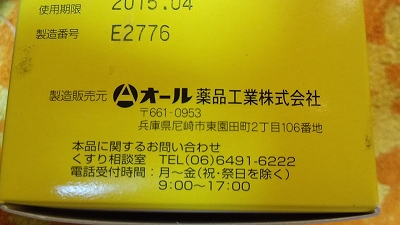 使用期限 2015.04
製造番号 E2776
製造販売元 Aオール薬品工業株式会社
〒661-0953
兵庫県尼崎市東園田町2丁目106番地
本品に関するお問い合わせ
くすり相談室 TEL(06)6491-6222
電話受付時間:月~金(祝・祭日を除く)
9:00~17:00